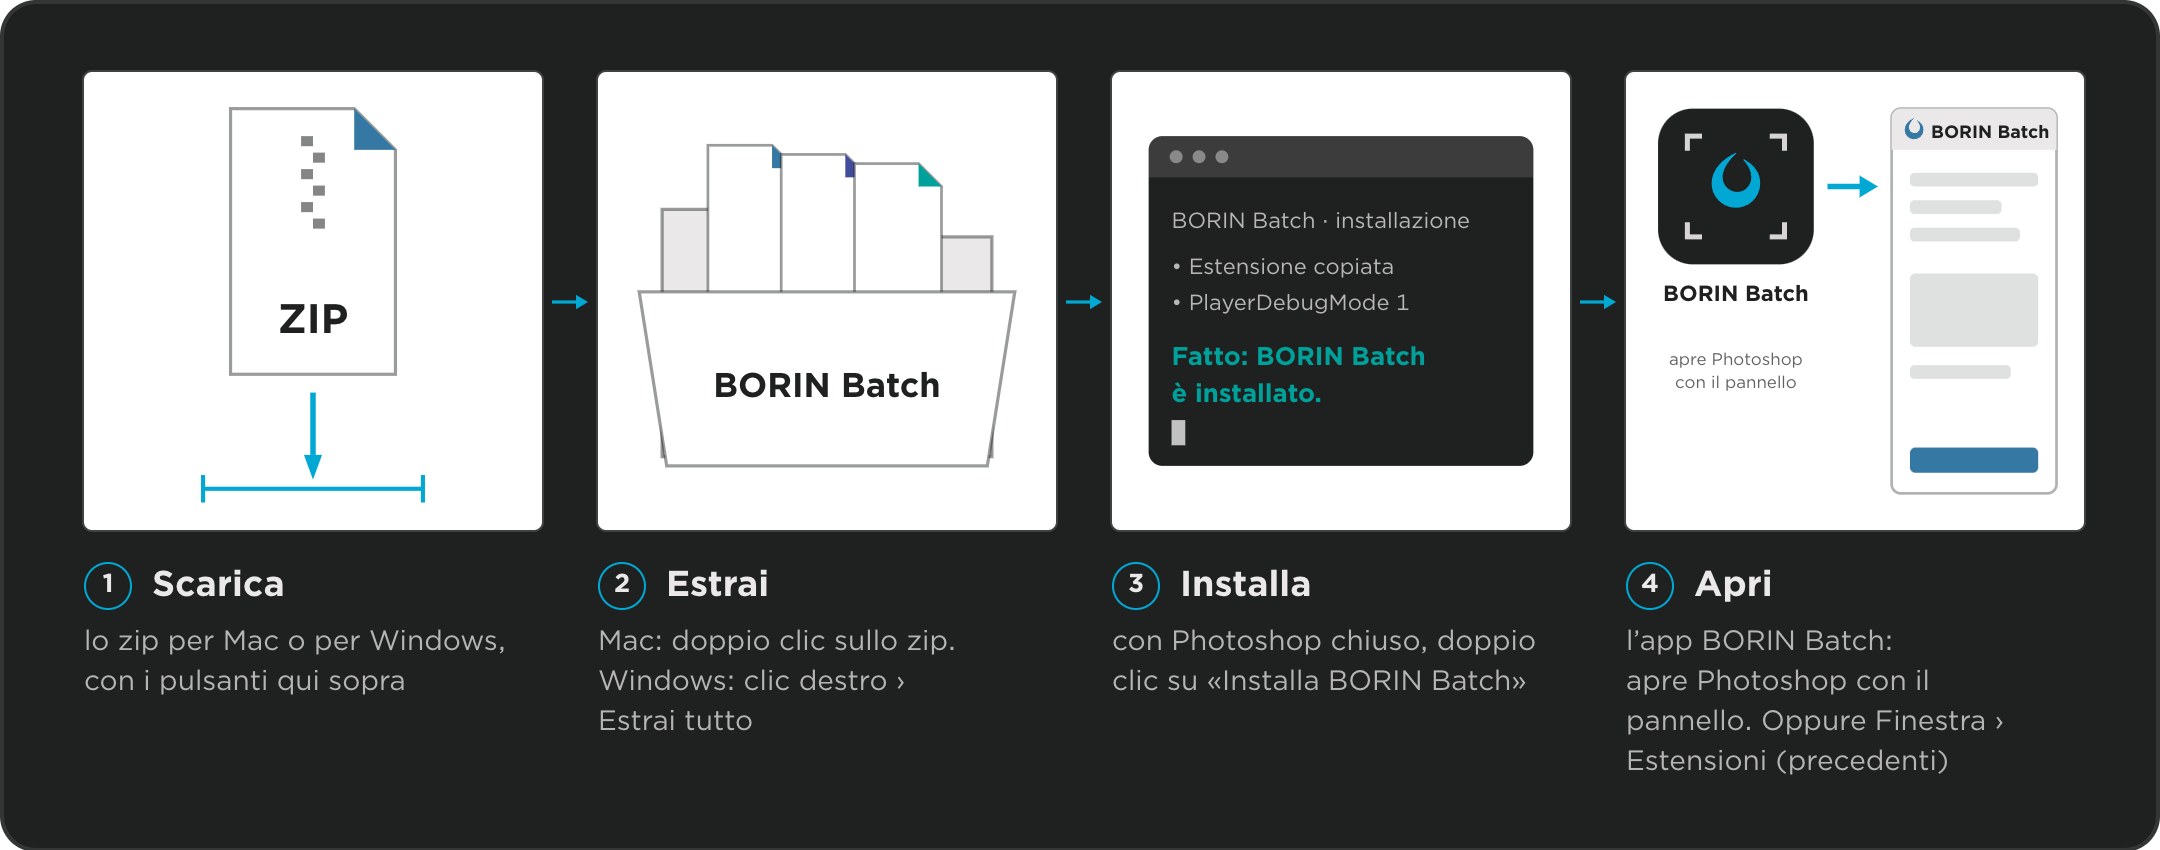 ZIP
BORIN Batch
BORIN Batch · installazione
• Estensione copiata
• PlayerDebugMode 1
Fatto: BORIN Batch
è installato.
BORIN Batch
apre Photoshop
con il pannello
BORIN Batch
1 Scarica
lo zip per Mac o per Windows,
con i pulsanti qui sopra
2 Estrai
Mac: doppio clic sullo zip.
Windows: clic destro ›
Estrai tutto
3 Installa
con Photoshop chiuso, doppio
clic su «Installa BORIN Batch»
4 Apri
l’app BORIN Batch:
apre Photoshop con il
pannello. Oppure Finestra ›
Estensioni (precedenti)